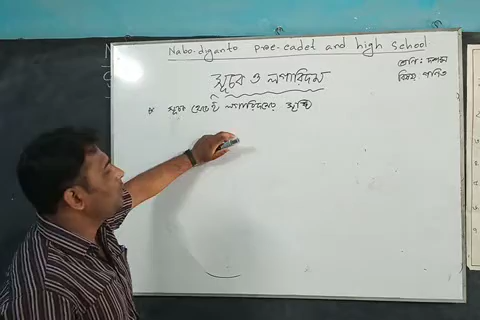 Nabo-diganto pre-cadet and high school
শ্রেণি: দশম
বিষয়: গণিত
সূচক ও লগারিদম
* সূচক থেকেই লগারিদমের সৃষ্টি